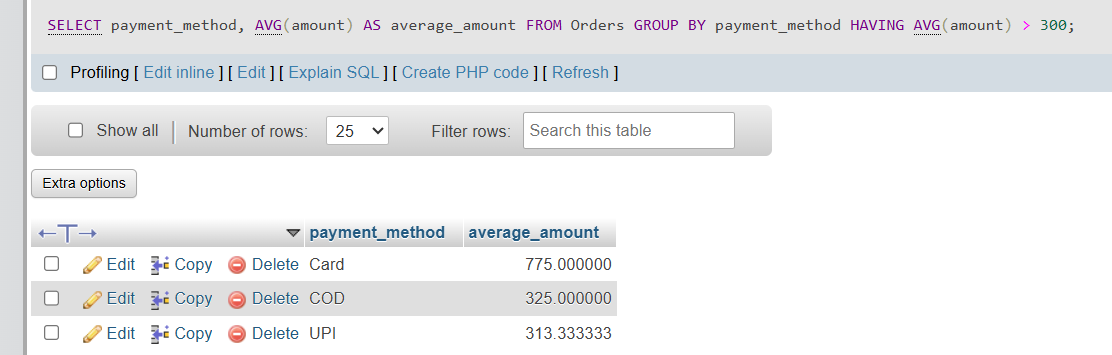 SELECT payment_method, AVG(amount) AS average_amount FROM Orders GROUP BY payment_method HAVING AVG(amount) > 300;
Profiling [ Edit inline ] [ Edit ] [ Explain SQL ] [ Create PHP code ] [ Refresh ]
Show all Number of rows: 25 Filter rows: Search this table
Extra options
payment_method average_amount
Edit Copy Delete Card 775.000000
Edit Copy Delete COD 325.000000
Edit Copy Delete UPI 313.333333